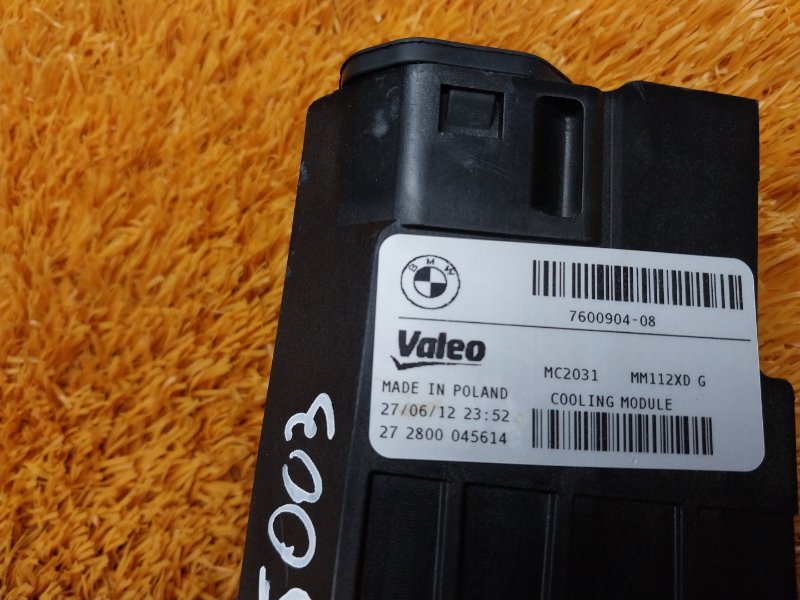 BMW
7600904-08
Valeo
MC2031 MM112XD G
MADE IN POLAND
COOLING MODULE
27/06/12 23:52
27 2800 045614
5003